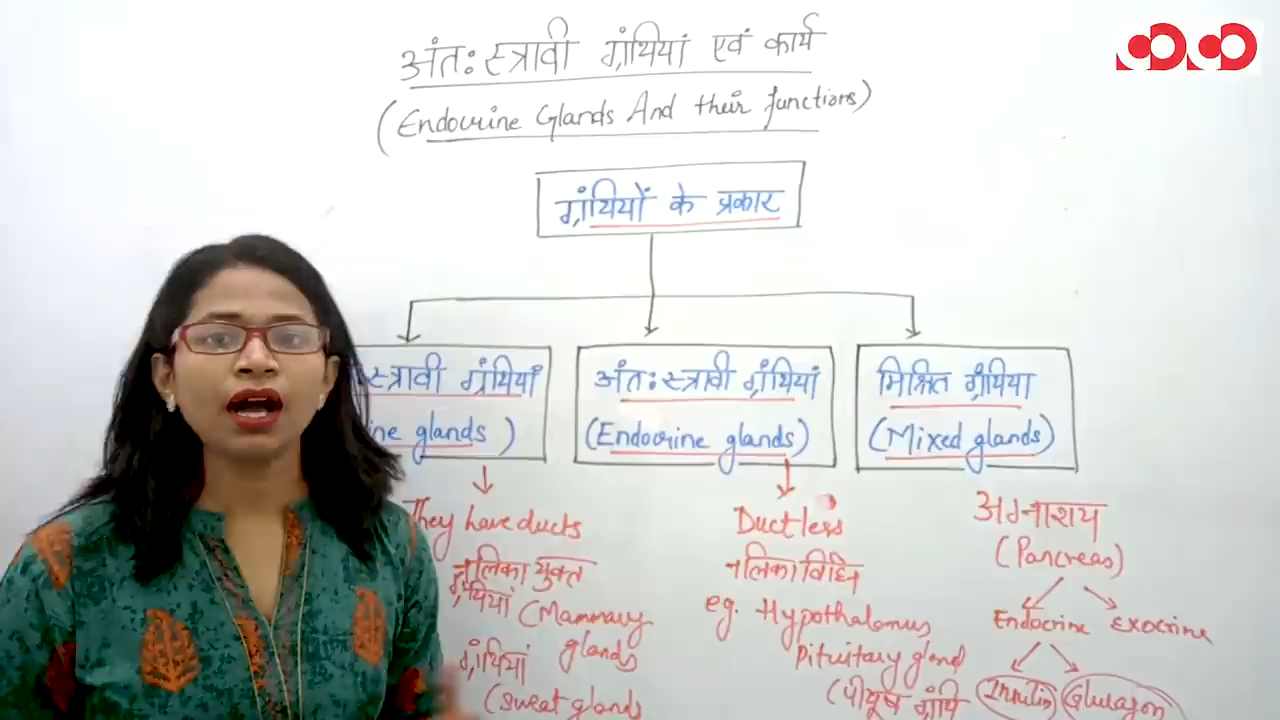 अंतः स्त्रावी ग्रंथियां एवं कार्य
(Endocrine Glands And their functions)
ग्रंथियों के प्रकार
स्त्रावी ग्रंथियाँ
ine glands )
अंतः स्त्रावी ग्रंथियां
(Endocrine glands)
मिश्रित ग्रंथिया
(Mixed glands)
They have ducts
नलिका युक्त
ग्रंथियां (Mammary
glands
ग्रंथियां
(sweat glands
Ductless
नलिका विहिन
eg. Hypothalamus,
Pituitary gland
(पीयूष ग्रंथि
अग्नाशय
(Pancreas)
Endocrine Exocrine
Insulin Glucagon